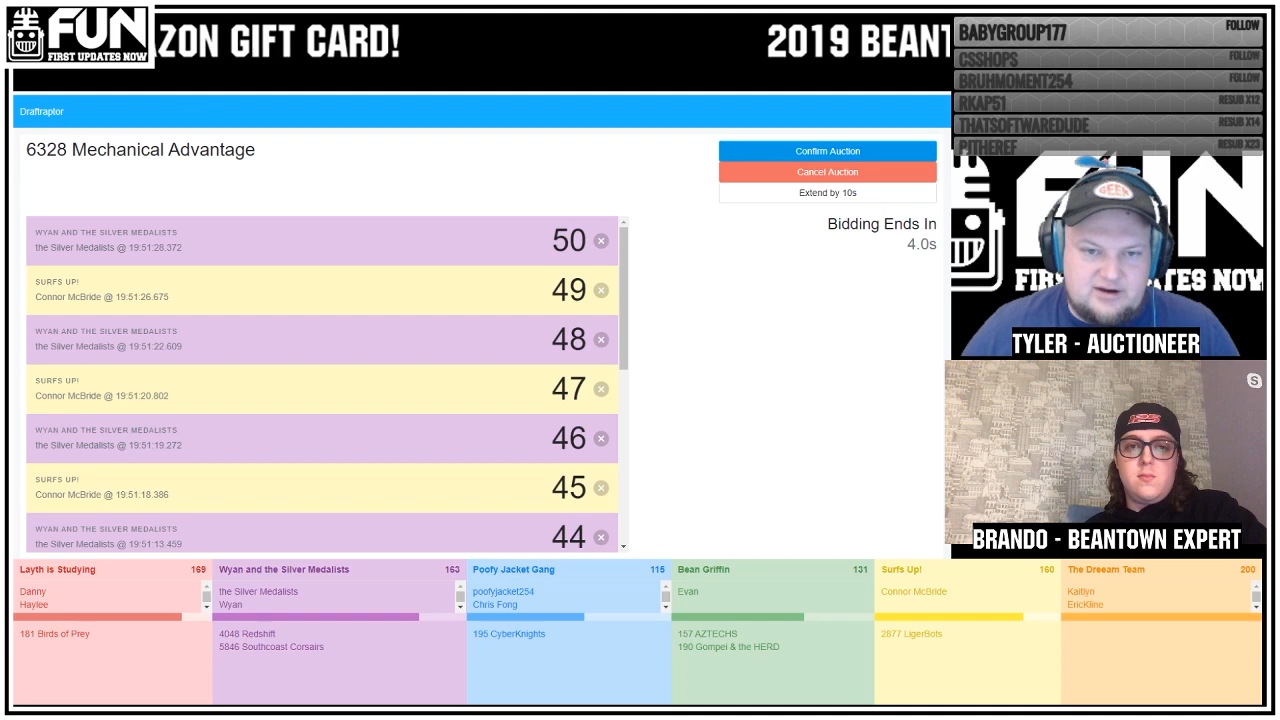 FUN
FIRST UPDATES NOW
ZON GIFT CARD!
2019 BEANT
BABYGROUP177 FOLLOW
CSSHOPS FOLLOW
BRUHMOMENT254 FOLLOW
RKAP51 RESUB X12
THATSOFTWAREDUDE RESUB X14
PITHEREF RESUB X23
Draftraptor
6328 Mechanical Advantage
Confirm Auction
Cancel Auction
Extend by 10s
Bidding Ends In
4.0s
WYAN AND THE SILVER MEDALISTS
the Silver Medalists @ 19:51:28.372
50
SURFS UP!
Connor McBride @ 19:51:26.675
49
WYAN AND THE SILVER MEDALISTS
the Silver Medalists @ 19:51:22.609
48
SURFS UP!
Connor McBride @ 19:51:20.802
47
WYAN AND THE SILVER MEDALISTS
the Silver Medalists @ 19:51:19.272
46
SURFS UP!
Connor McBride @ 19:51:18.386
45
WYAN AND THE SILVER MEDALISTS
the Silver Medalists @ 19:51:13.459
44
GEEK
FIRST UPDATES NOW
TYLER - AUCTIONEER
BRANDO - BEANTOWN EXPERT
Layth is Studying 169
Danny
Haylee
181 Birds of Prey
Wyan and the Silver Medalists 163
the Silver Medalists
Wyan
4048 Redshift
5846 Southcoast Corsairs
Poofy Jacket Gang 115
poofyjacket254
Chris Fong
195 CyberKnights
Bean Griffin 131
Evan
157 AZTECHS
190 Gompei & the HERD
Surfs Up! 160
Connor McBride
2877 LigerBots
The Dreeam Team 200
Kaitlyn
EricKline